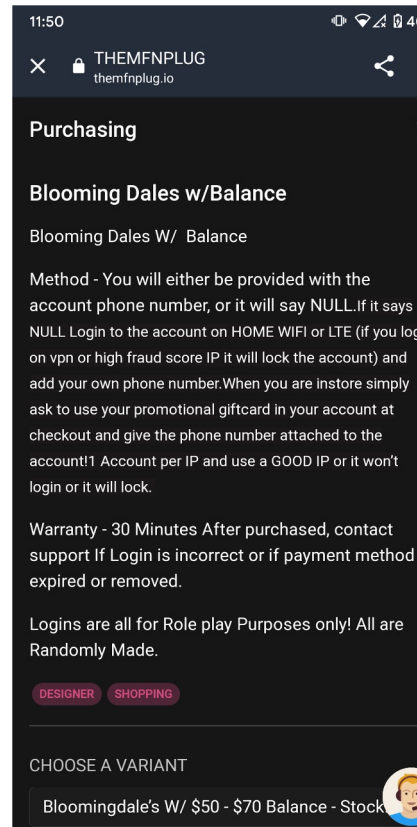 11:50
THEMFNPLUG
themfnplug.io
Purchasing
Blooming Dales w/Balance
Blooming Dales W/ Balance
Method - You will either be provided with the
account phone number, or it will say NULL.If it says
NULL Login to the account on HOME WIFI or LTE (if you log
on vpn or high fraud score IP it will lock the account) and
add your own phone number.When you are instore simply
ask to use your promotional giftcard in your account at
checkout and give the phone number attached to the
account!1 Account per IP and use a GOOD IP or it won't
login or it will lock.
Warranty - 30 Minutes After purchased, contact
support If Login is incorrect or if payment method
expired or removed.
Logins are all for Role play Purposes only! All are
Randomly Made.
DESIGNER SHOPPING
CHOOSE A VARIANT
Bloomingdale's W/ $50 - $70 Balance - Stock